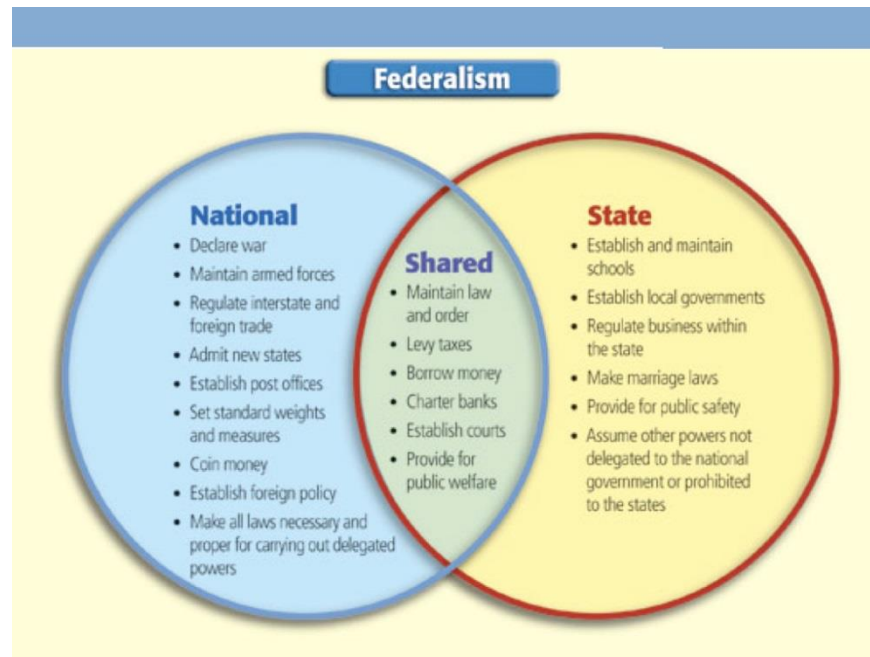 Federalism
National
• Declare war
• Maintain armed forces
• Regulate interstate and
foreign trade
• Admit new states
• Establish post offices
• Set standard weights
and measures
• Coin money
• Establish foreign policy
• Make all laws necessary and
proper for carrying out delegated
powers
Shared
• Maintain law
and order
• Levy taxes
• Borrow money
• Charter banks
• Establish courts
• Provide for
public welfare
State
• Establish and maintain
schools
• Establish local governments
• Regulate business within
the state
• Make marriage laws
• Provide for public safety
• Assume other powers not
delegated to the national
government or prohibited
to the states